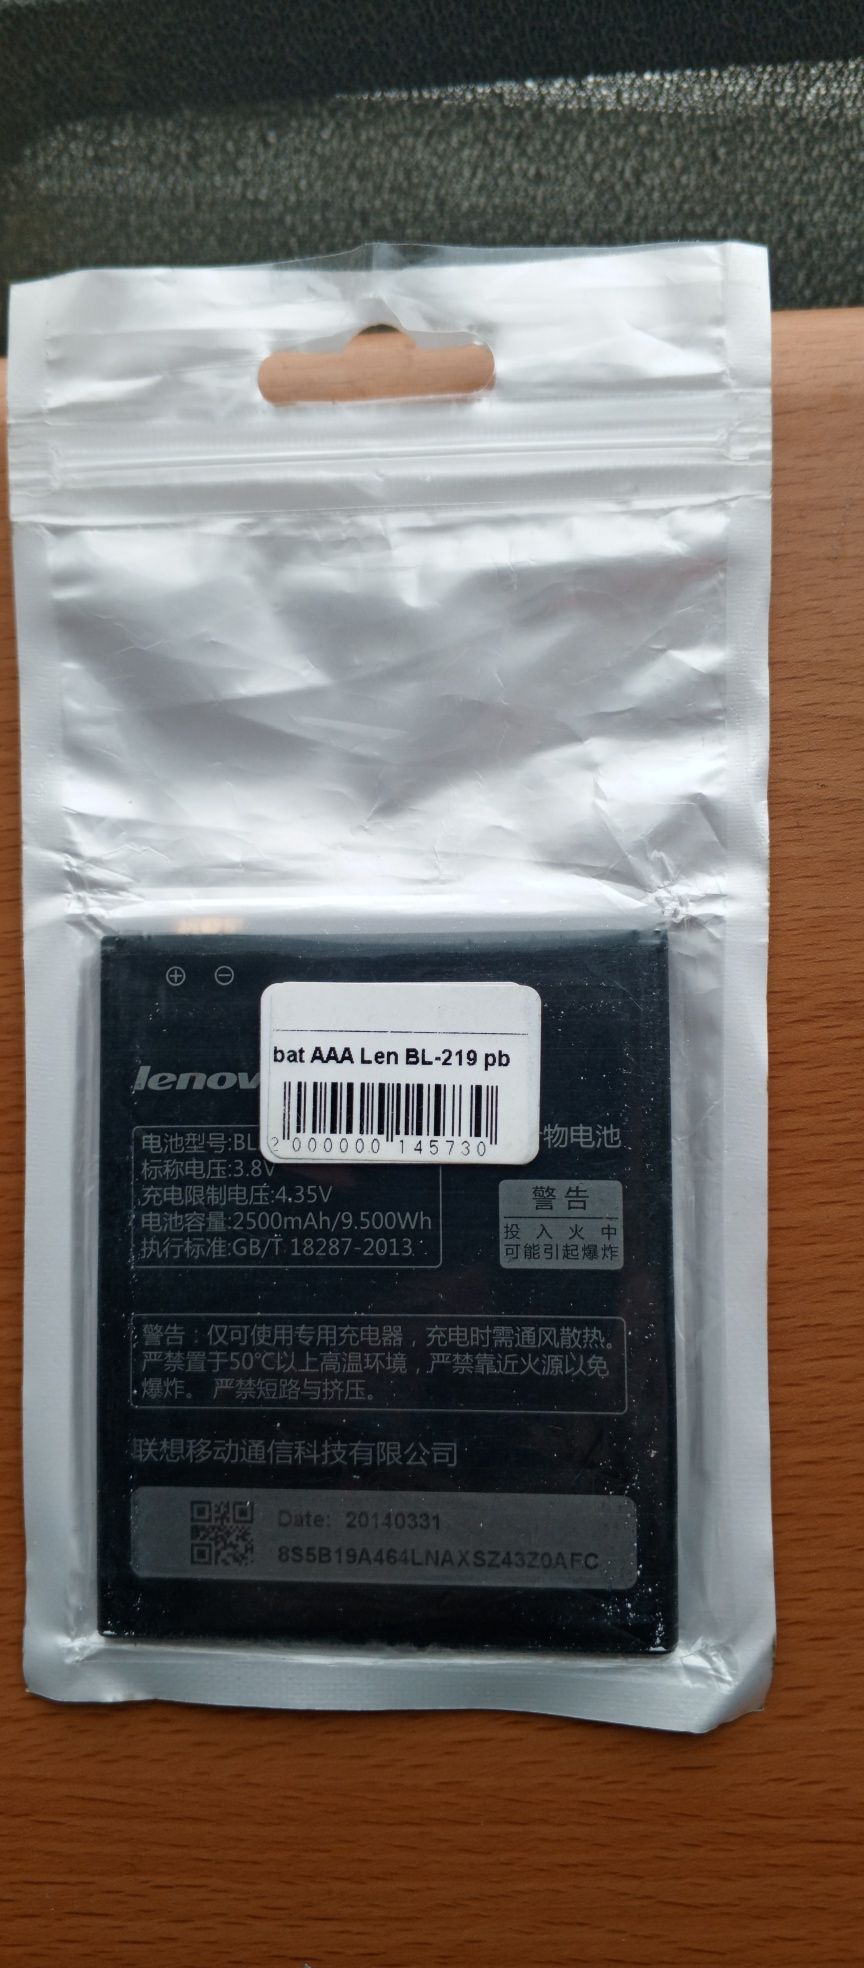 ⊕ ⊖
bat AAA Len BL-219 pb
2 000000 145730
lenov
电池型号:BL
物电池
标称电压:3.8V
充电限制电压:4.35V
电池容量:2500mAh/9.500Wh
执行标准:GB/T 18287-2013
警告
投入火中
可能引起爆炸
警告：仅可使用专用充电器，充电时需通风散热。
严禁置于50℃以上高温环境，严禁靠近火源以免
爆炸。 严禁短路与挤压。
联想移动通信科技有限公司
Date: 20140331
8S5B19A464LNAXSZ43Z0AFC